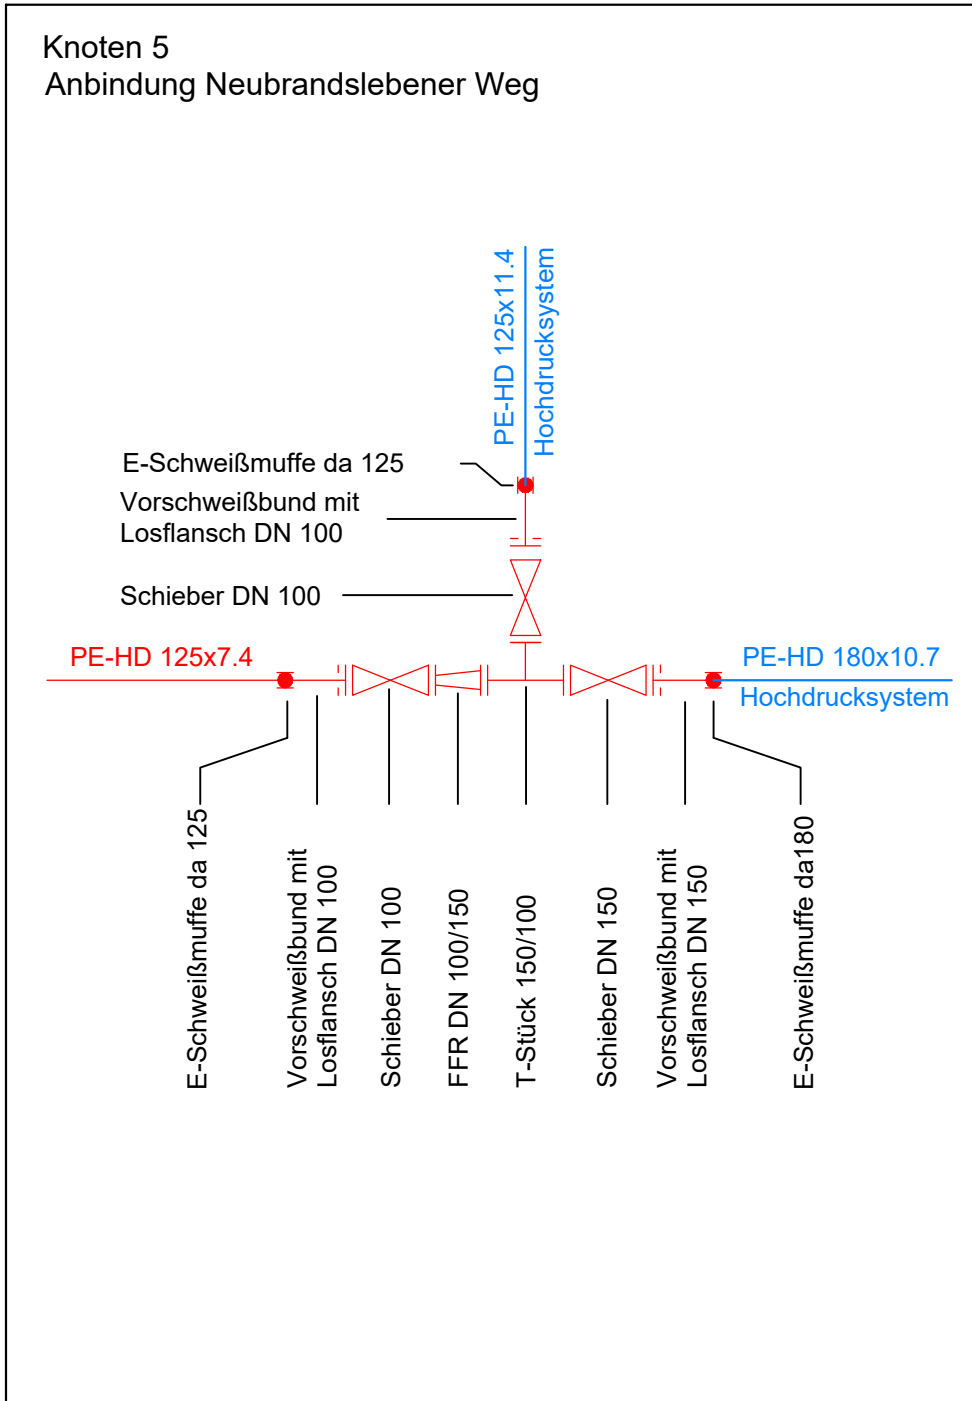 Knoten 5
Anbindung Neubrandslebener Weg
PE-HD 125x11.4
Hochdrucksystem
E-Schweißmuffe da 125
Vorschweißbund mit
Losflansch DN 100
Schieber DN 100
PE-HD 125x7.4
PE-HD 180x10.7
Hochdrucksystem
E-Schweißmuffe da 125
Vorschweißbund mit
Losflansch DN 100
Schieber DN 100
FFR DN 100/150
T-Stück 150/100
Schieber DN 150
Vorschweißbund mit
Losflansch DN 150
E-Schweißmuffe da180